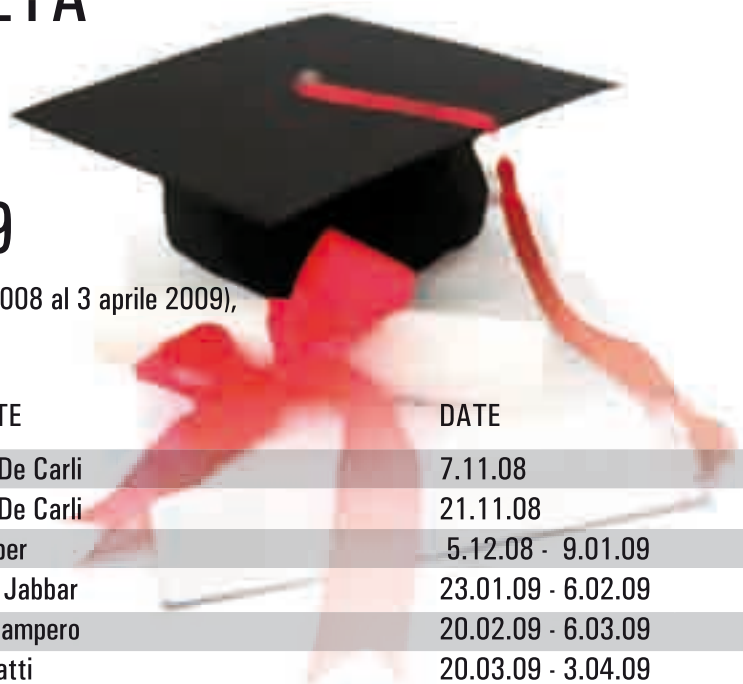 ETA
9
008 al 3 aprile 2009),
TE DATE
De Carli 7.11.08
De Carli 21.11.08
ber 5.12.08 - 9.01.09
Jabbar 23.01.09 - 6.02.09
ampero 20.02.09 - 6.03.09
atti 20.03.09 - 3.04.09